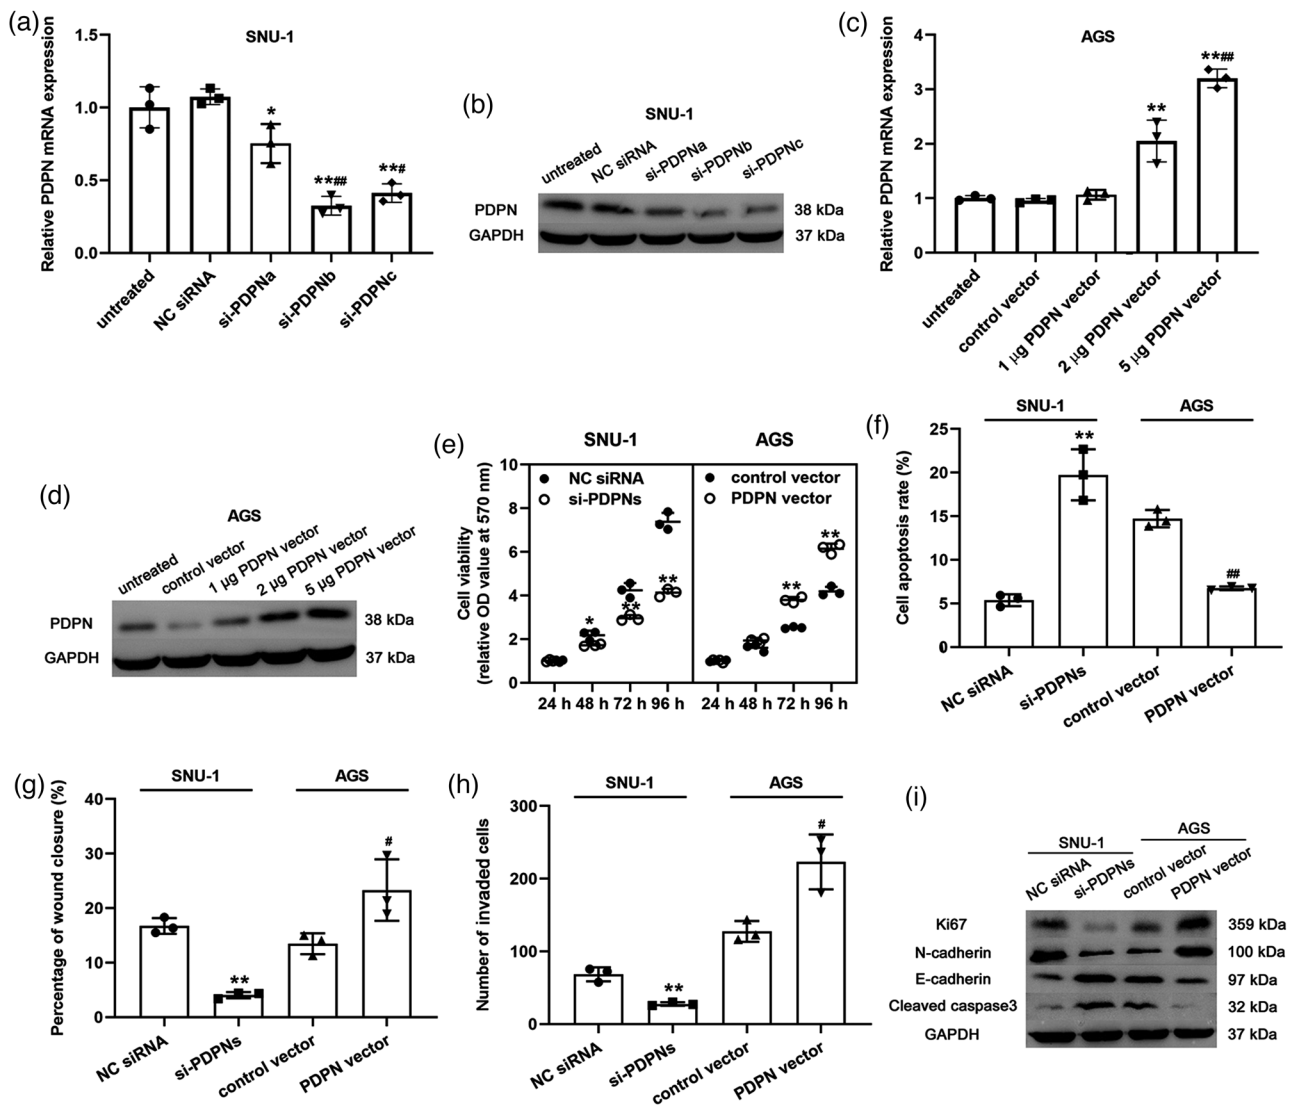 (a)
SNU-1
Relative PDPN mRNA expression
1.5
1.0
0.5
0.0
*
**##
**#
untreated
NC siRNA
si-PDPNa
si-PDPNb
si-PDPNc
(b)
SNU-1
untreated
NC siRNA
si-PDPNa
si-PDPNb
si-PDPNc
PDPN
38 kDa
GAPDH
37 kDa
(c)
AGS
Relative PDPN mRNA expression
4
3
2
1
0
**
**##
untreated
control vector
1 μg PDPN vector
2 μg PDPN vector
5 μg PDPN vector
(d)
AGS
untreated
control vector
1 μg PDPN vector
2 μg PDPN vector
5 μg PDPN vector
PDPN
38 kDa
GAPDH
37 kDa
(e)
SNU-1
AGS
Cell viability
(relative OD value at 570 nm)
10
8
6
4
2
0
NC siRNA
si-PDPNs
control vector
PDPN vector
*
**
**
**
**
24 h 48 h 72 h 96 h
24 h 48 h 72 h 96 h
(f)
SNU-1
AGS
Cell apoptosis rate (%)
25
20
15
10
5
0
**
##
NC siRNA
si-PDPNs
control vector
PDPN vector
(g)
SNU-1
AGS
Percentage of wound closure (%)
40
30
20
10
0
**
#
NC siRNA
si-PDPNs
control vector
PDPN vector
(h)
SNU-1
AGS
Number of invaded cells
300
200
100
0
**
#
NC siRNA
si-PDPNs
control vector
PDPN vector
(i)
SNU-1
AGS
NC siRNA
si-PDPNs
control vector
PDPN vector
Ki67
359 kDa
N-cadherin
100 kDa
E-cadherin
97 kDa
Cleaved caspase3
32 kDa
GAPDH
37 kDa